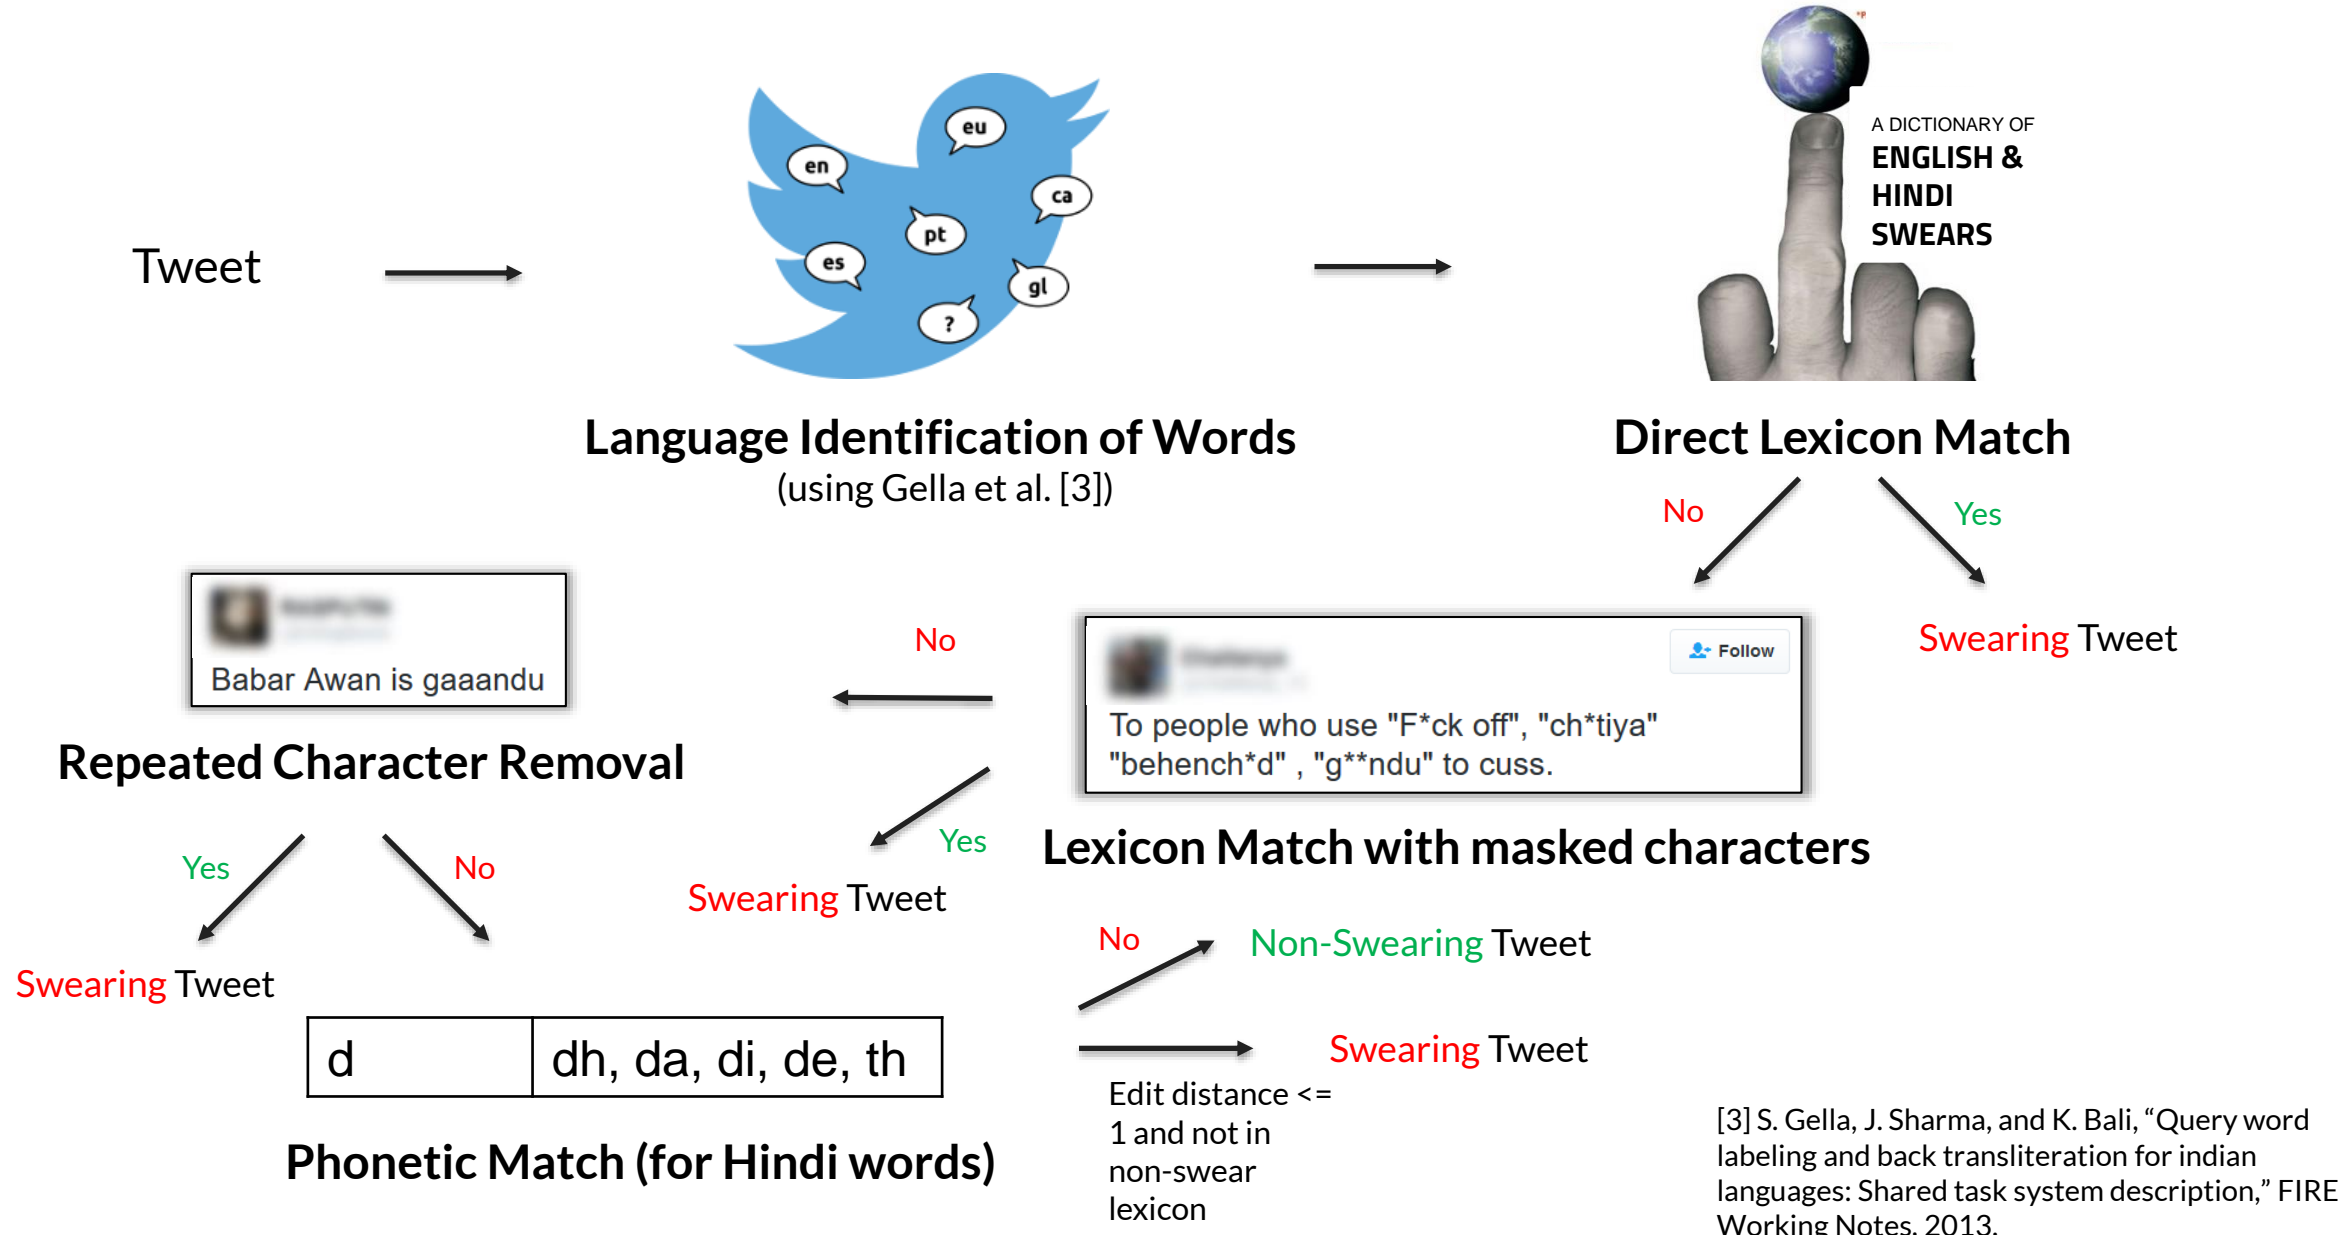 Tweet
eu
en
ca
pt
es
gl
?
A DICTIONARY OF
ENGLISH &
HINDI
SWEARS
Language Identification of Words
(using Gella et al. [3])
Direct Lexicon Match
No
Yes
Swearing Tweet
Follow
To people who use "F*ck off", "ch*tiya"
"behench*d" , "g**ndu" to cuss.
Lexicon Match with masked characters
No
Yes
Swearing Tweet
Babar Awan is gaaandu
Repeated Character Removal
Yes
No
Swearing Tweet
d
dh, da, di, de, th
Phonetic Match (for Hindi words)
No
Non-Swearing Tweet
Swearing Tweet
Edit distance <=
1 and not in
non-swear
lexicon
[3] S. Gella, J. Sharma, and K. Bali, “Query word
labeling and back transliteration for indian
languages: Shared task system description,” FIRE
Working Notes, 2013.